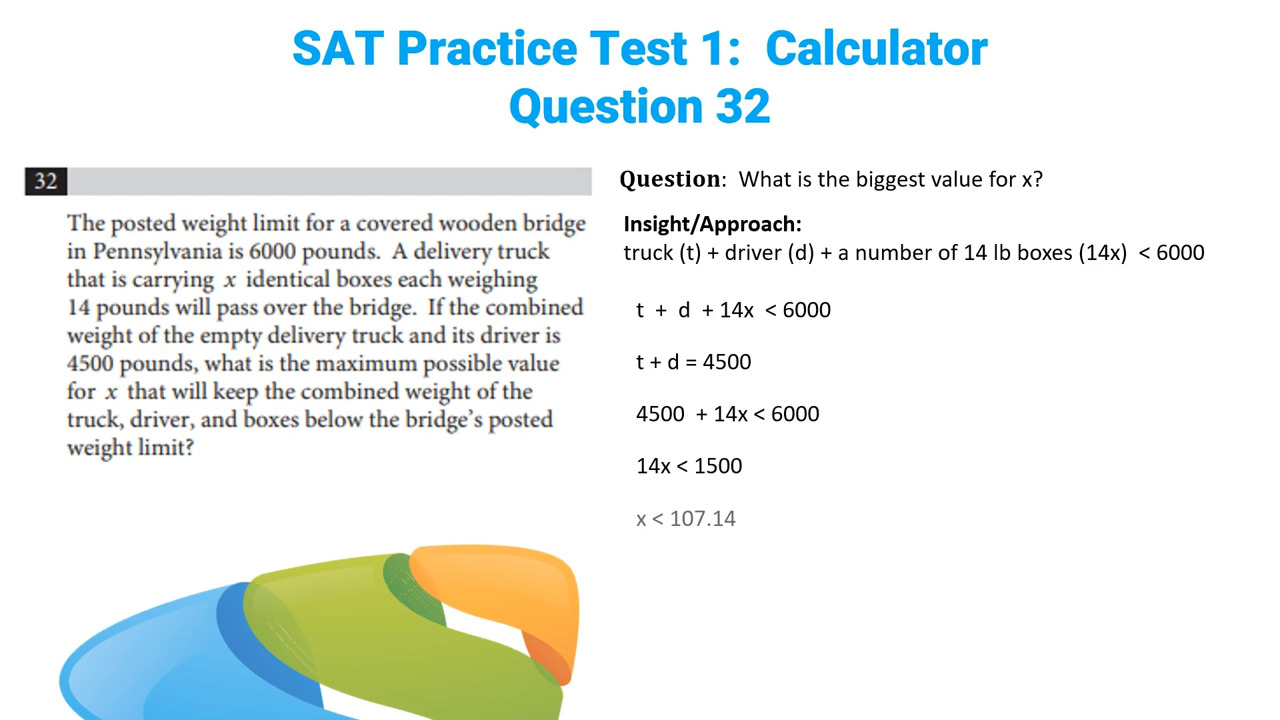 SAT Practice Test 1:  Calculator
Question 32
32
The posted weight limit for a covered wooden bridge
in Pennsylvania is 6000 pounds.  A delivery truck
that is carrying x identical boxes each weighing
14 pounds will pass over the bridge.  If the combined
weight of the empty delivery truck and its driver is
4500 pounds, what is the maximum possible value
for x that will keep the combined weight of the
truck, driver, and boxes below the bridge's posted
weight limit?
Question:  What is the biggest value for x?
Insight/Approach:
truck (t) + driver (d) + a number of 14 lb boxes (14x)  < 6000
t  +  d  + 14x  < 6000
t + d = 4500
4500  + 14x < 6000
14x < 1500
x < 107.14